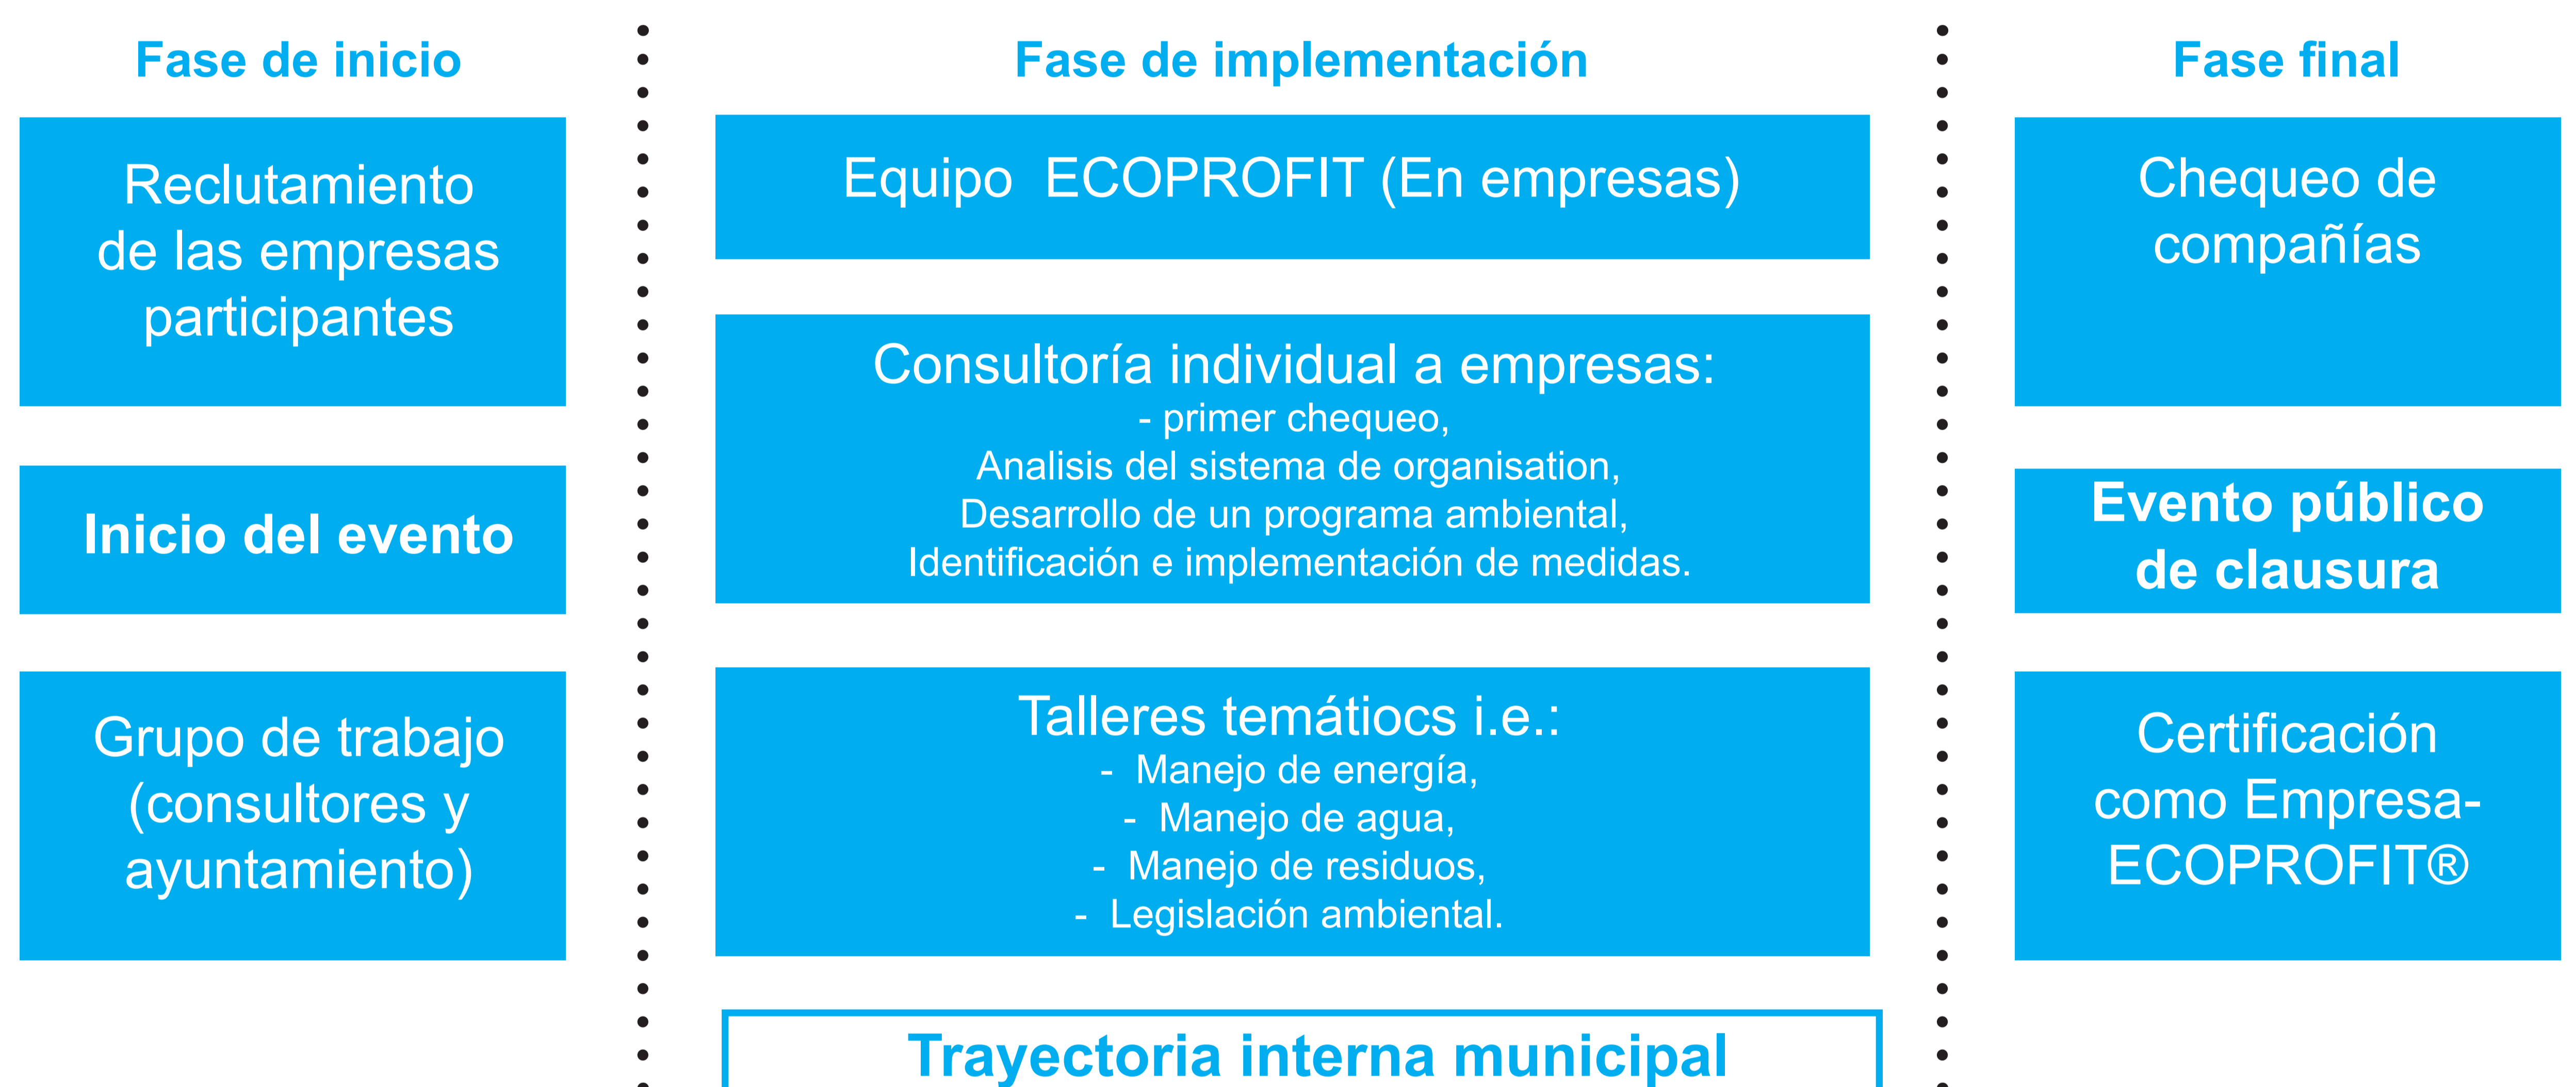 Fase de inicio
Reclutamiento
de las empresas
participantes
Inicio del evento
Grupo de trabajo
(consultores y
ayuntamiento)
Fase de implementación
Equipo  ECOPROFIT (En empresas)
Consultoría individual a empresas:
- primer chequeo,
Analisis del sistema de organisation,
Desarrollo de un programa ambiental,
Identificación e implementación de medidas.
Talleres temátiocs i.e.:
-  Manejo de energía,
-  Manejo de agua,
-  Manejo de residuos,
-  Legislación ambiental.
Trayectoria interna municipal
Fase final
Chequeo de
compañías
Evento público
de clausura
Certificación
como Empresa-
ECOPROFIT®